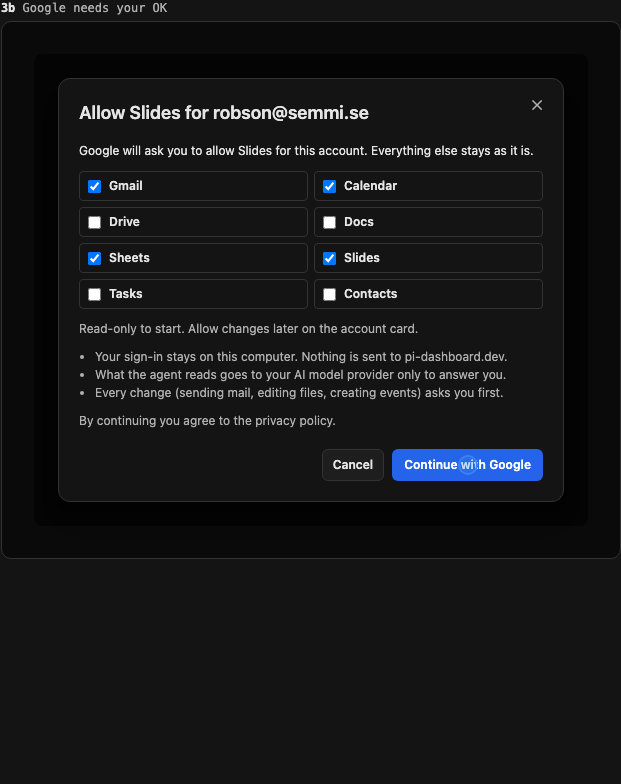 3b Google needs your OK
Allow Slides for robson@semmi.se
Google will ask you to allow Slides for this account. Everything else stays as it is.
Gmail
Calendar
Drive
Docs
Sheets
Slides
Tasks
Contacts
Read-only to start. Allow changes later on the account card.
• Your sign-in stays on this computer. Nothing is sent to pi-dashboard.dev.
• What the agent reads goes to your AI model provider only to answer you.
• Every change (sending mail, editing files, creating events) asks you first.
By continuing you agree to the privacy policy.
Cancel
Continue with Google